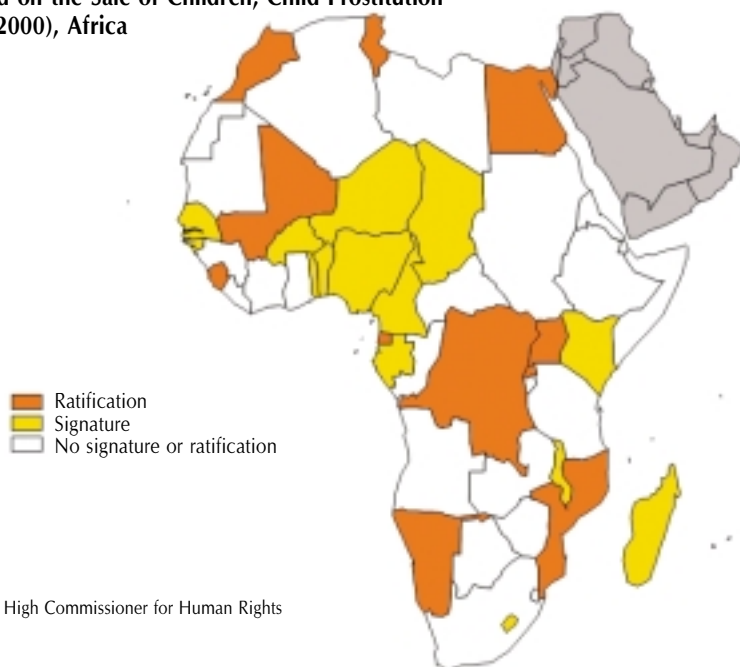 on the Sale of Children, Child Prostitution
2000), Africa
Ratification
Signature
No signature or ratification
High Commissioner for Human Rights